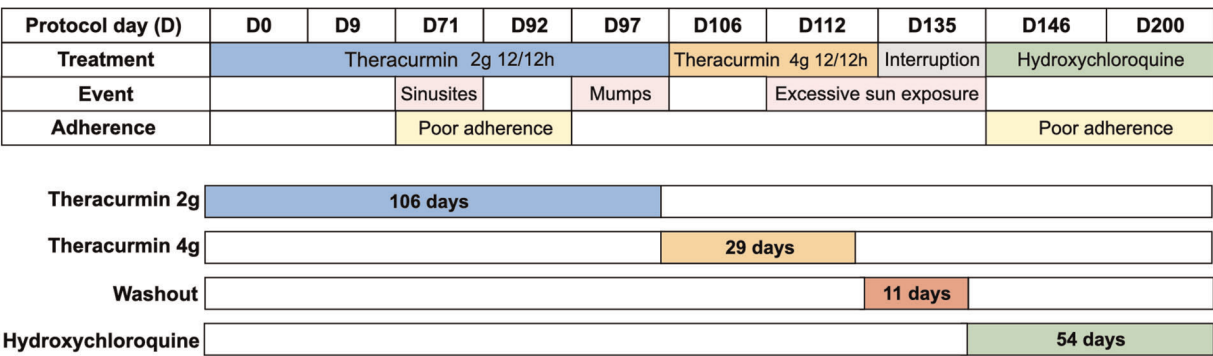 Protocol day (D) D0 D9 D71 D92 D97 D106 D112 D135 D146 D200
Treatment Theracurmin 2g 12/12h Theracurmin 4g 12/12h Interruption Hydroxychloroquine
Event Sinusites Mumps Excessive sun exposure
Adherence Poor adherence Poor adherence
Theracurmin 2g 106 days
Theracurmin 4g 29 days
Washout 11 days
Hydroxychloroquine 54 days